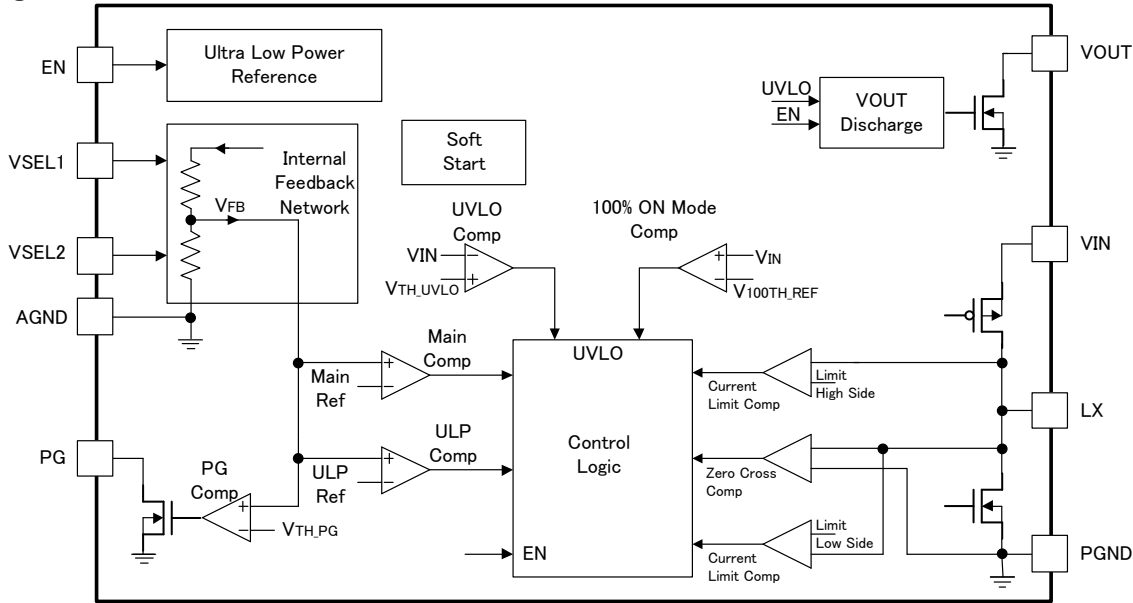 EN
Ultra Low Power
Reference
VOUT
UVLO
EN
VOUT
Discharge
VSEL1
Internal
Feedback
Network
VFB
Soft
Start
VSEL2
UVLO
Comp
VIN
VTH_UVLO
100% ON Mode
Comp
VIN
V100TH_REF
VIN
AGND
Main
Comp
Main
Ref
UVLO
Current
Limit Comp
Limit
High Side
LX
PG
ULP
Comp
ULP
Ref
Control
Logic
Zero Cross
Comp
PG
Comp
VTH_PG
EN
Limit
Low Side
Current
Limit Comp
PGND